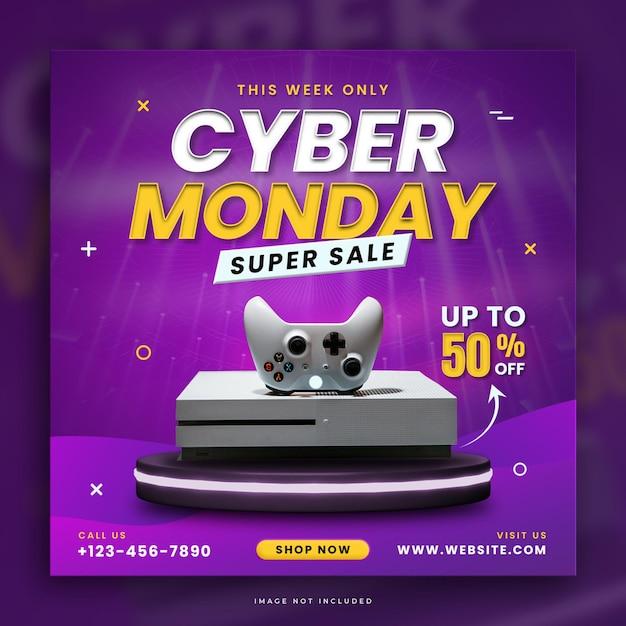 THIS WEEK ONLY
CYBER
MONDAY
SUPER SALE
UP TO
50% OFF
CALL US
+123-456-7890
SHOP NOW
VISIT US
WWW.WEBSITE.COM
IMAGE NOT INCLUDED